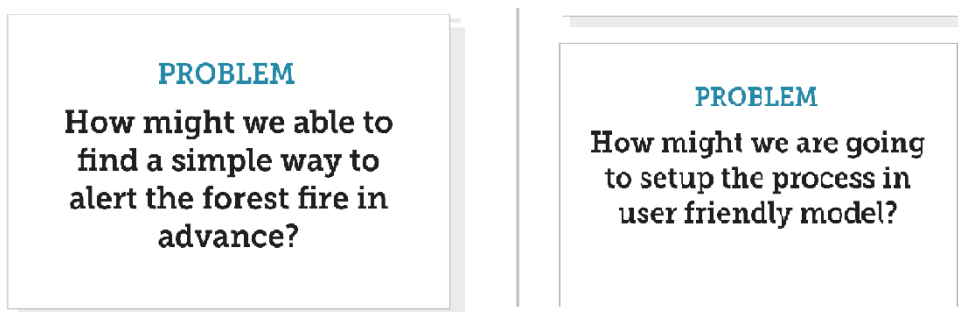 PROBLEM
How might we able to
find a simple way to
alert the forest fire in
advance?
PROBLEM
How might we are going
to setup the process in
user friendly model?